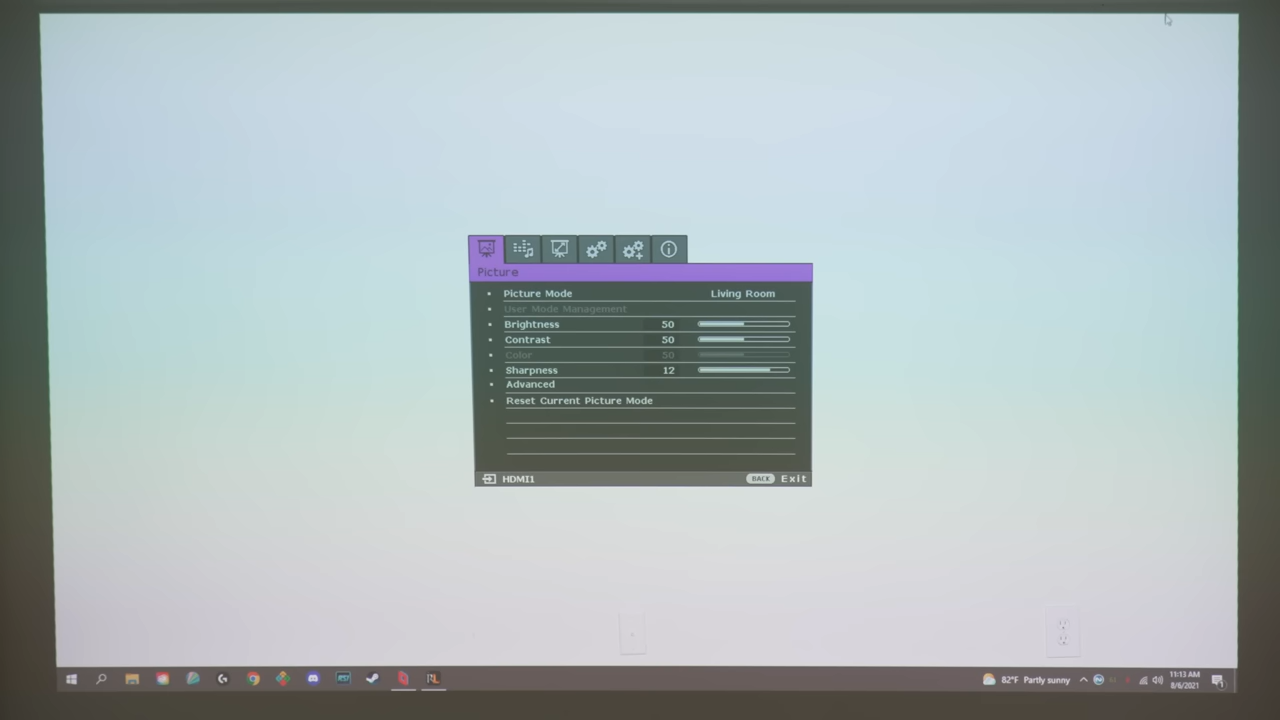 Picture
Picture Mode Living Room
User Mode Management
Brightness 50
Contrast 50
Color 50
Sharpness 12
Advanced
Reset Current Picture Mode
HDMI1 BACK Exit
82°F Partly sunny
11:13 AM
8/6/2021